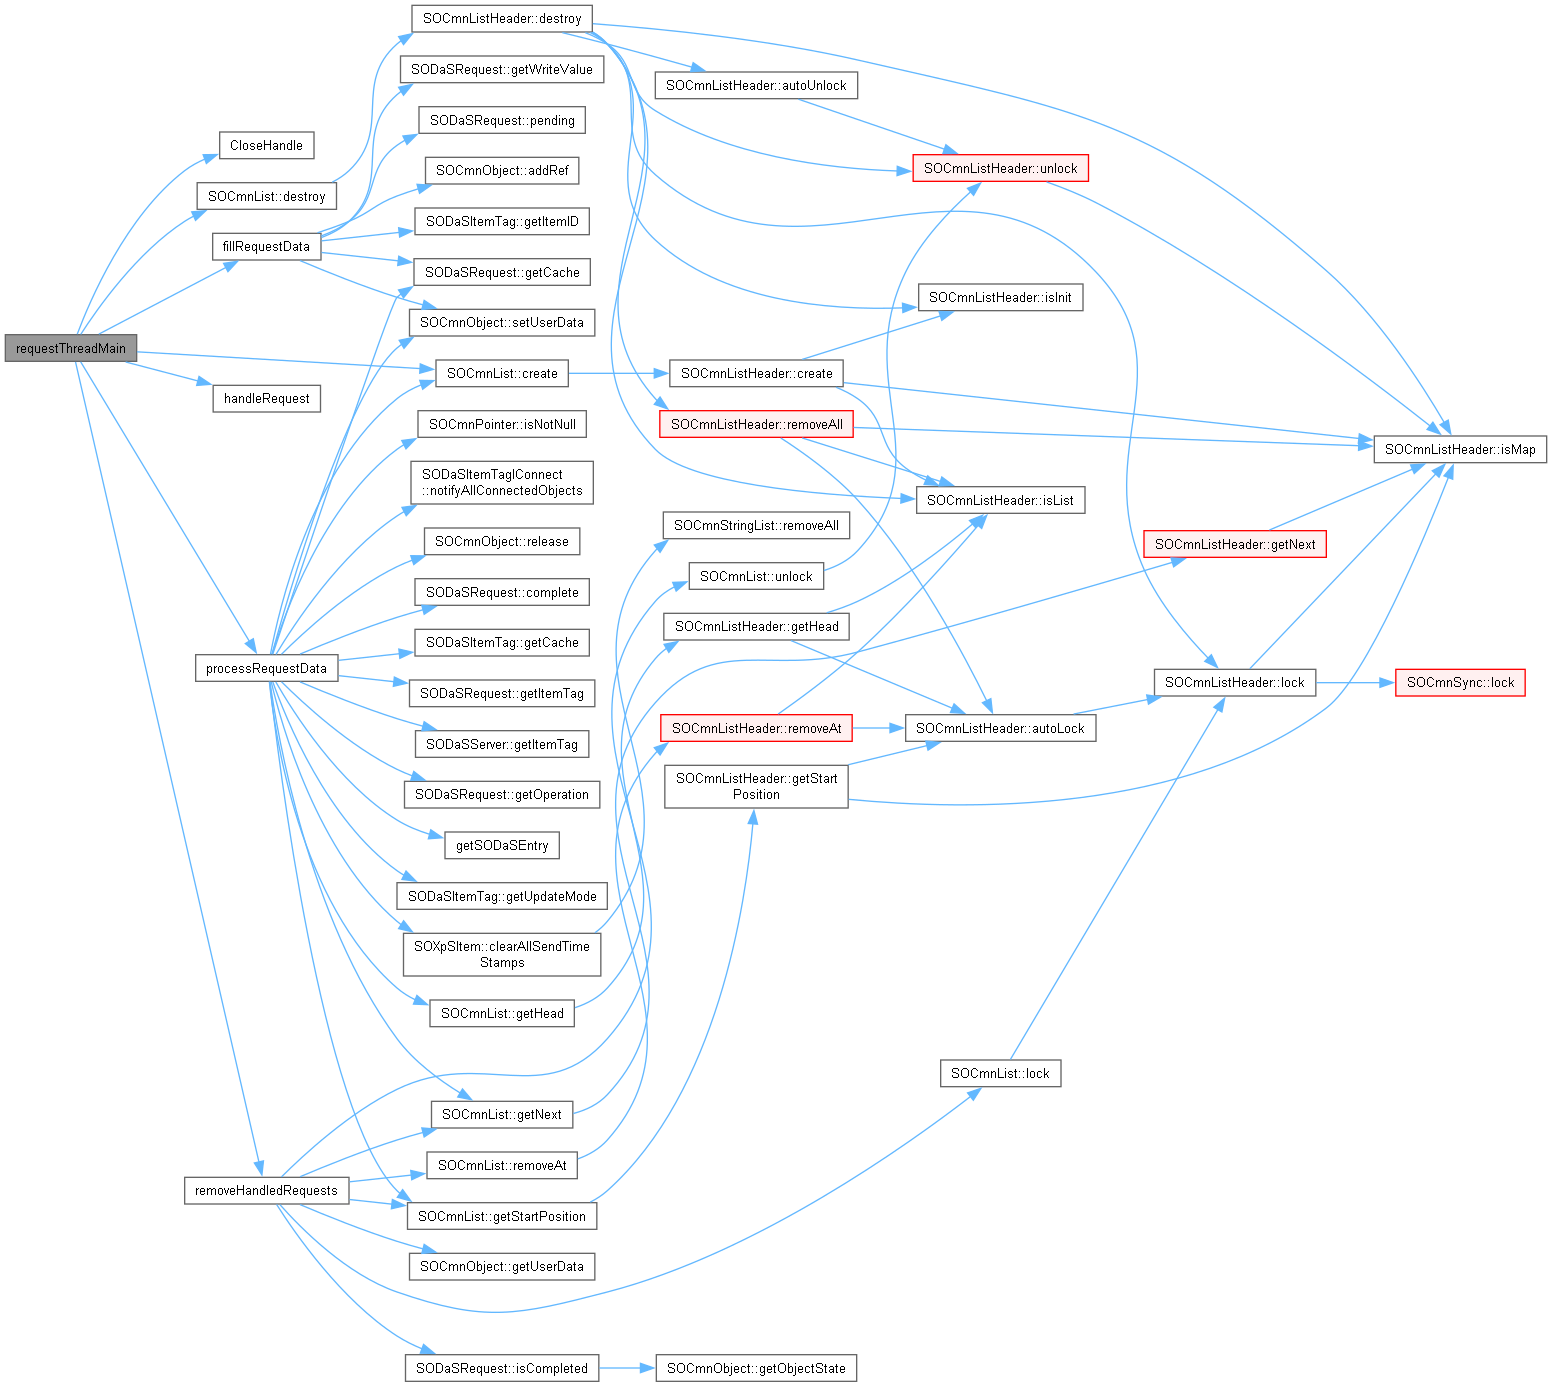 requestThreadMain
CloseHandle
SOCmnList::destroy
fillRequestData
handleRequest
processRequestData
removeHandledRequests
SOCmnListHeader::destroy
SODaSRequest::getWriteValue
SODaSRequest::pending
SOCmnObject::addRef
SODaSItemTag::getItemID
SODaSRequest::getCache
SOCmnObject::setUserData
SOCmnList::create
SOCmnPointer::isNotNull
SODaSItemTagIConnect
::notifyAllConnectedObjects
SOCmnObject::release
SODaSRequest::complete
SODaSItemTag::getCache
SODaSRequest::getItemTag
SODaSServer::getItemTag
SODaSRequest::getOperation
getSODaSEntry
SODaSItemTag::getUpdateMode
SOXpSItem::clearAllSendTime
Stamps
SOCmnList::getHead
SOCmnList::getNext
SOCmnList::removeAt
SOCmnList::getStartPosition
SOCmnObject::getUserData
SODaSRequest::isCompleted
SOCmnListHeader::autoUnlock
SOCmnListHeader::create
SOCmnListHeader::removeAll
SOCmnStringList::removeAll
SOCmnList::unlock
SOCmnListHeader::getHead
SOCmnListHeader::removeAt
SOCmnListHeader::getStart
Position
SOCmnObject::getObjectState
SOCmnListHeader::unlock
SOCmnListHeader::isInit
SOCmnListHeader::isList
SOCmnListHeader::autoLock
SOCmnList::lock
SOCmnListHeader::getNext
SOCmnListHeader::lock
SOCmnListHeader::isMap
SOCmnSync::lock